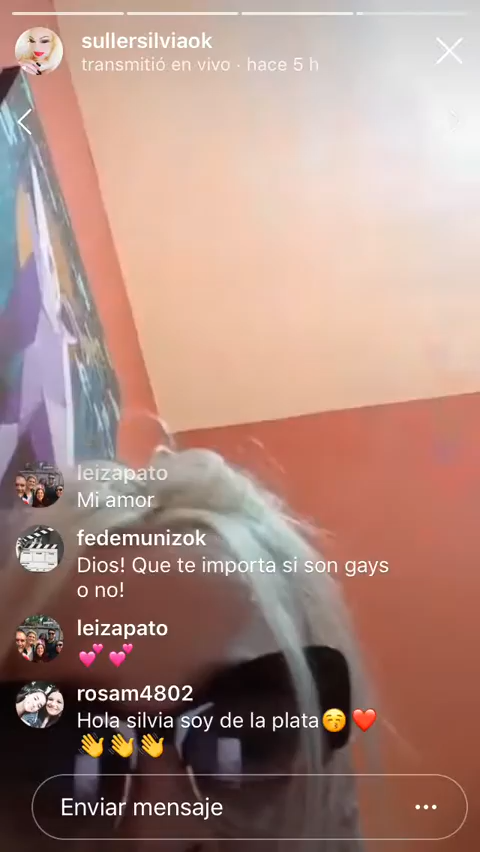 sullersilviaok
transmitió en vivo · hace 5 h
leizapato
Mi amor
fedemunizok
Dios! Que te importa si son gays
o no!
leizapato
💕 💕
rosam4802
Hola silvia soy de la plata😚❤️
👋👋👋
Enviar mensaje